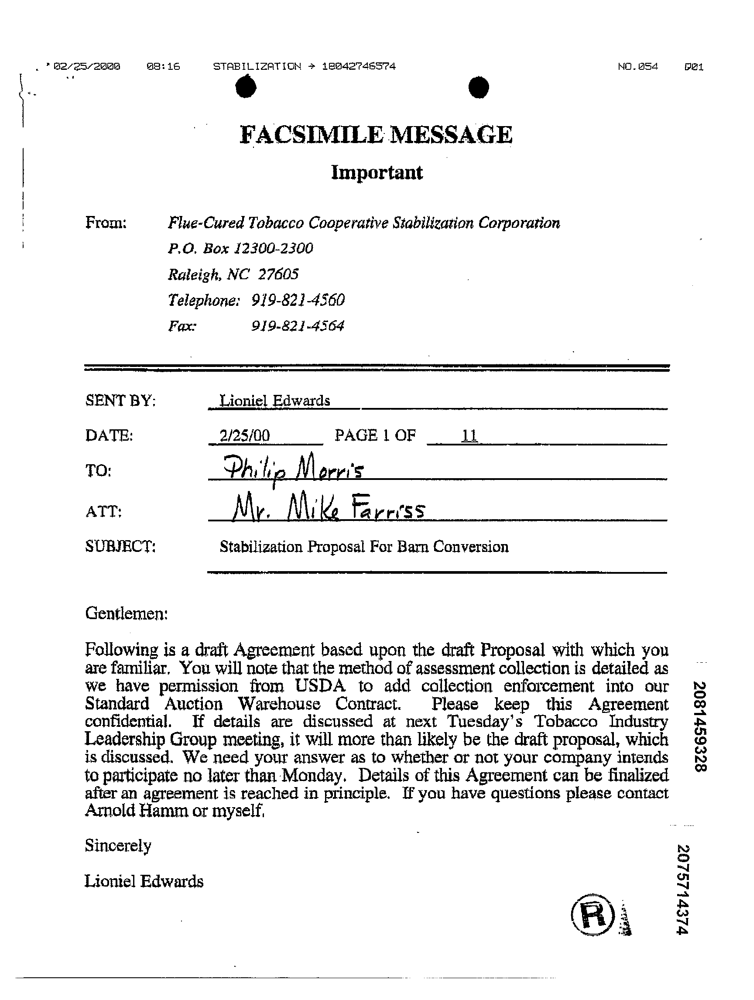 02/25/2000 08:16 STABILIZATION → 18042746574 NO.054 P01
FACSIMILE MESSAGE
Important
From: Flue-Cured Tobacco Cooperative Stabilization Corporation
P.O. Box 12300-2300
Raleigh, NC 27605
Telephone: 919-821-4560
Fax: 919-821-4564
SENT BY: Lioniel Edwards
DATE: 2/25/00 PAGE 1 OF 11
TO: Philip Morris
ATT: Mr. Mike Farriss
SUBJECT: Stabilization Proposal For Barn Conversion
Gentlemen:
Following is a draft Agreement based upon the draft Proposal with which you
are familiar. You will note that the method of assessment collection is detailed as
we have permission from USDA to add collection enforcement into our
Standard Auction Warehouse Contract. Please keep this Agreement
confidential. If details are discussed at next Tuesday's Tobacco Industry
Leadership Group meeting, it will more than likely be the draft proposal, which
is discussed. We need your answer as to whether or not your company intends
to participate no later than Monday. Details of this Agreement can be finalized
after an agreement is reached in principle. If you have questions please contact
Arnold Hamm or myself.
Sincerely
Lioniel Edwards
R
2081459328
2075714374